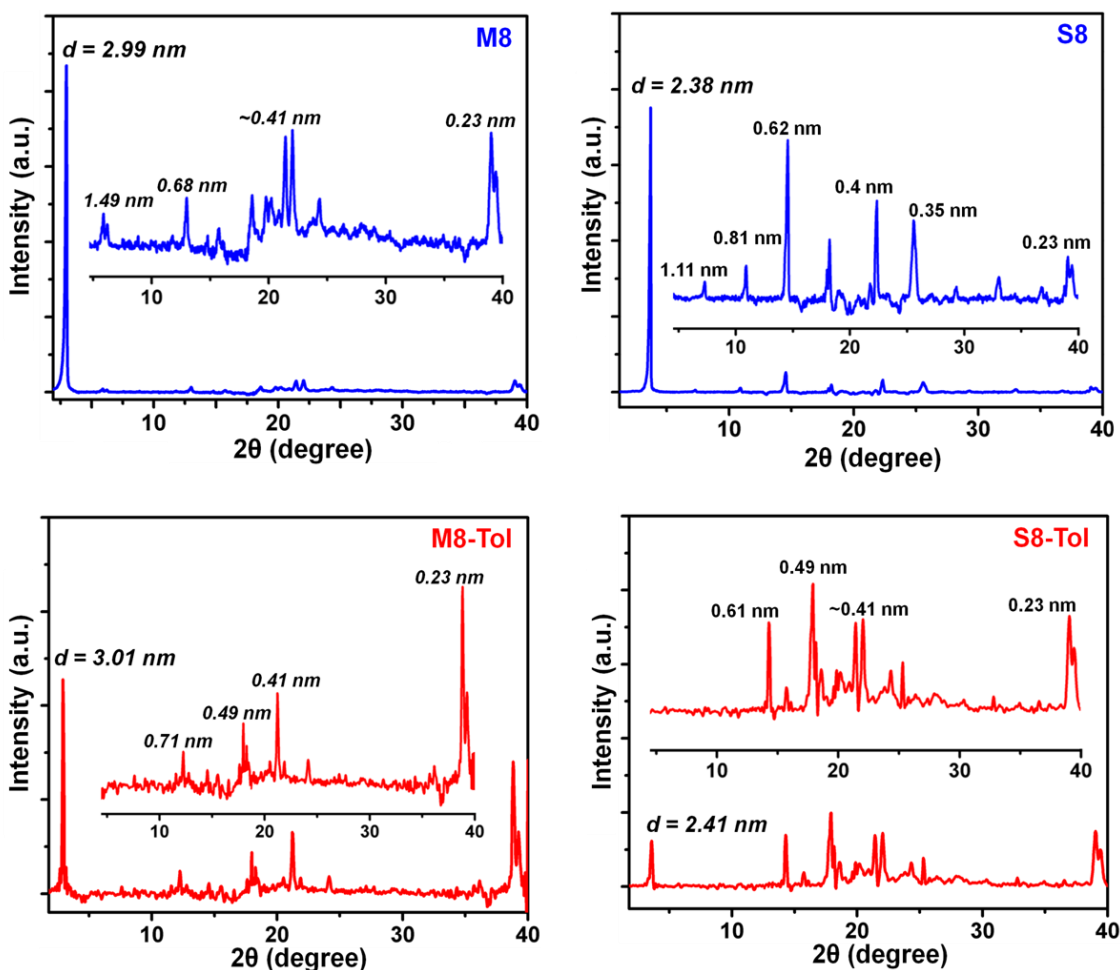 M8
d = 2.99 nm
1.49 nm
0.68 nm
~0.41 nm
0.23 nm
10
20
30
40
Intensity (a.u.)
10
20
30
40
2θ (degree)
S8
d = 2.38 nm
1.11 nm
0.81 nm
0.62 nm
0.4 nm
0.35 nm
0.23 nm
10
20
30
40
Intensity (a.u.)
10
20
30
40
2θ (degree)
M8-Tol
d = 3.01 nm
0.71 nm
0.49 nm
0.41 nm
0.23 nm
10
20
30
40
Intensity (a.u.)
10
20
30
40
2θ (degree)
S8-Tol
0.61 nm
0.49 nm
~0.41 nm
0.23 nm
10
20
30
40
d = 2.41 nm
Intensity (a.u.)
10
20
30
40
2θ (degree)